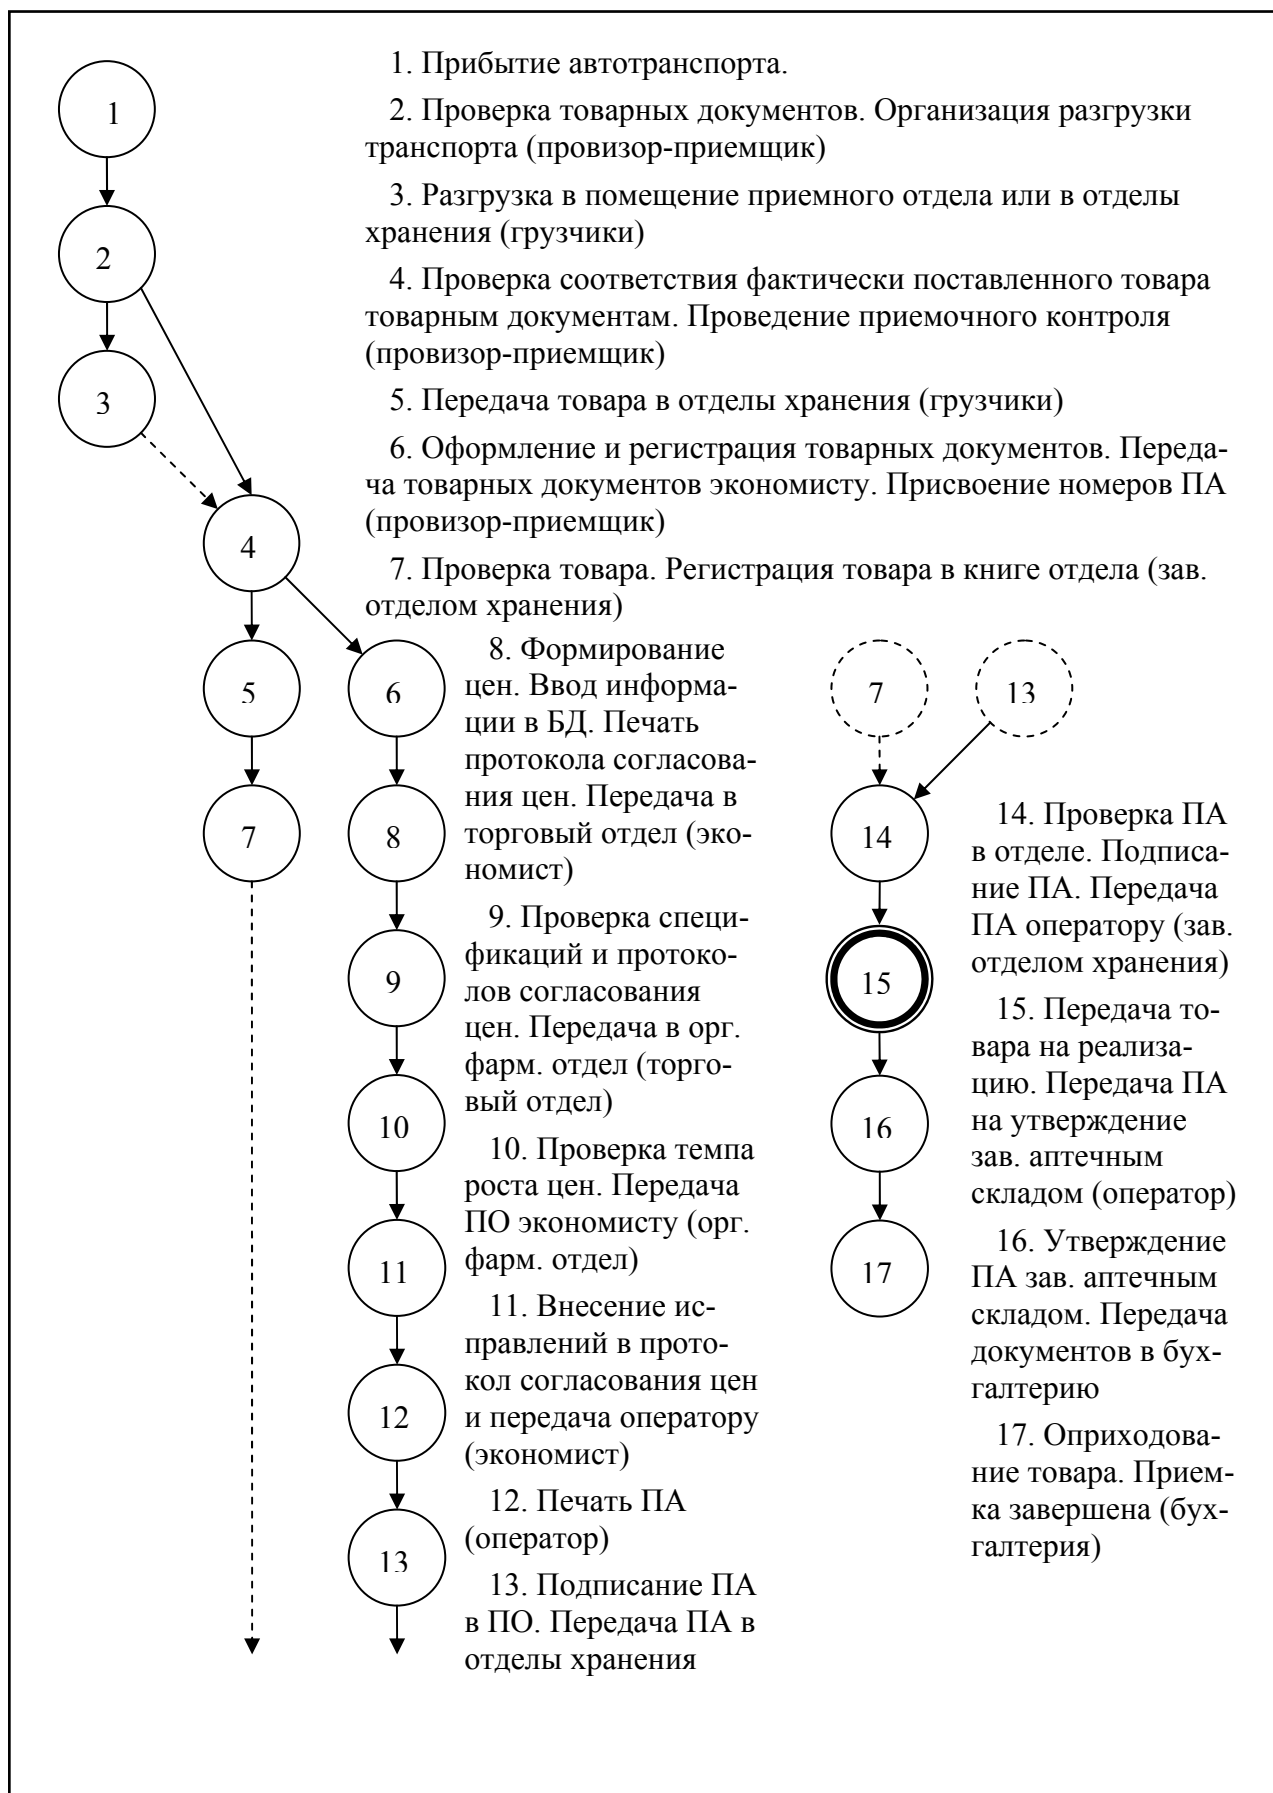 1. Прибытие автотранспорта.
2. Проверка товарных документов. Организация разгрузки
транспорта (провизор-приемщик)
3. Разгрузка в помещение приемного отдела или в отделы
хранения (грузчики)
4. Проверка соответствия фактически поставленного товара
товарным документам. Проведение приемочного контроля
(провизор-приемщик)
5. Передача товара в отделы хранения (грузчики)
6. Оформление и регистрация товарных документов. Переда-
ча товарных документов экономисту. Присвоение номеров ПА
(провизор-приемщик)
7. Проверка товара. Регистрация товара в книге отдела (зав.
отделом хранения)
1
2
3
4
5
7
6
8
9
10
11
12
13
8. Формирование
цен. Ввод информа-
ции в БД. Печать
протокола согласова-
ния цен. Передача в
торговый отдел (эко-
номист)
9. Проверка специ-
фикаций и протоко-
лов согласования
цен. Передача в орг.
фарм. отдел (торго-
вый отдел)
10. Проверка темпа
роста цен. Передача
ПО экономисту (орг.
фарм. отдел)
11. Внесение ис-
правлений в прото-
кол согласования цен
и передача оператору
(экономист)
12. Печать ПА
(оператор)
13. Подписание ПА
в ПО. Передача ПА в
отделы хранения
7
13
14
15
16
17
14. Проверка ПА
в отделе. Подписа-
ние ПА. Передача
ПА оператору (зав.
отделом хранения)
15. Передача то-
вара на реализа-
цию. Передача ПА
на утверждение
зав. аптечным
складом (оператор)
16. Утверждение
ПА зав. аптечным
складом. Передача
документов в бух-
галтерию
17. Оприходова-
ние товара. Прием-
ка завершена (бух-
галтерия)